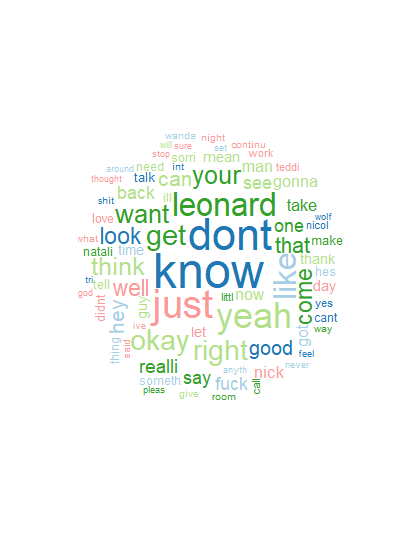 wanda
night
will
sure
set
continu
stop
sorri
mean
work
around
need
int
man
teddi
thought
talk
can
your
see
gonna
shit
back
ill
leonard
take
love
want
one
wolf
nicol
what
look
get
dont
that
make
natali
time
thank
tri
think
know
like
hes
god
tell
well
just
littl
now
come
day
didnt
hey
guy
yeah
yes
cant
ive
let
got
way
thing
said
okay
right
good
feel
realli
say
nick
never
someth
fuck
anyth
call
pleas
give
room